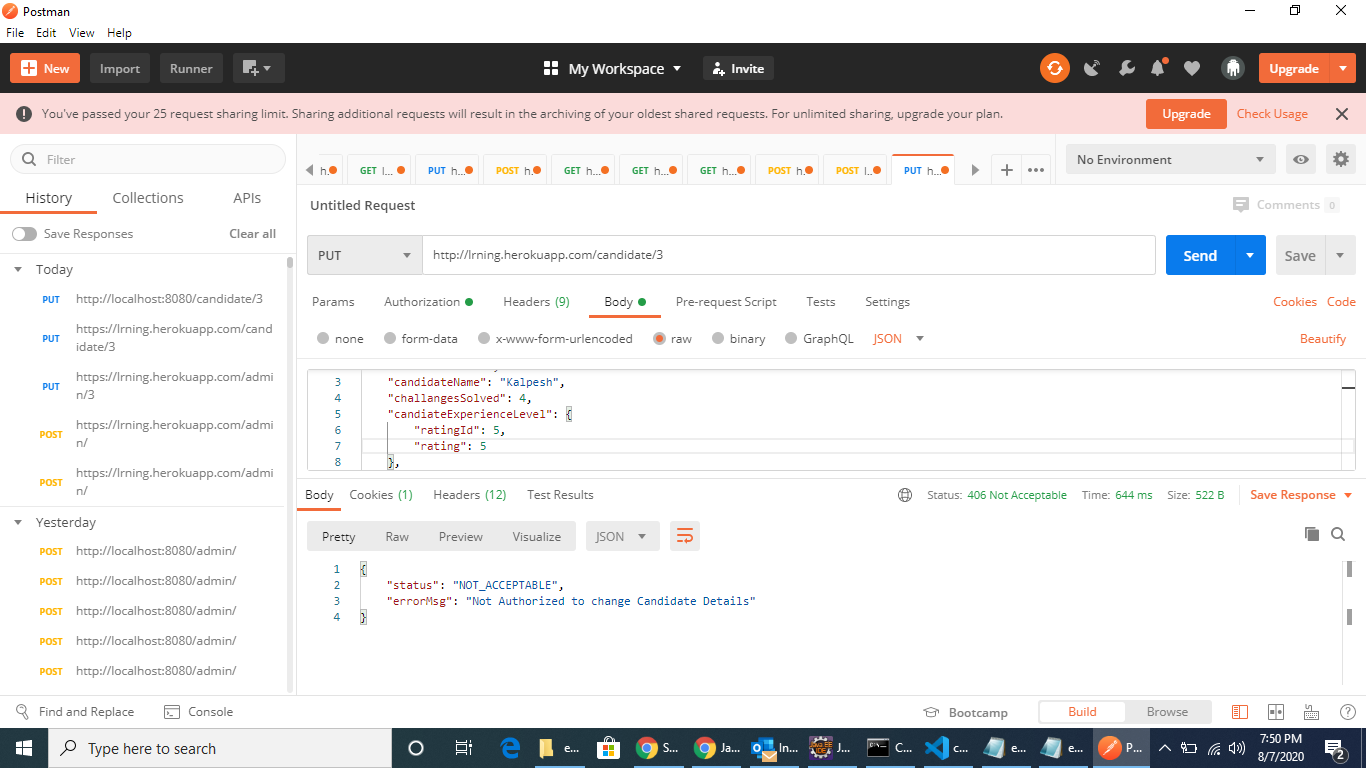 Postman
File Edit View Help
New Import Runner My Workspace Invite Upgrade
You've passed your 25 request sharing limit. Sharing additional requests will result in the archiving of your oldest shared requests. For unlimited sharing, upgrade your plan. Upgrade Check Usage
Filter
History Collections APIs
Save Responses Clear all
Today
PUT http://localhost:8080/candidate/3
PUT https://lrning.herokuapp.com/cand
idate/3
PUT https://lrning.herokuapp.com/admi
n/3
POST https://lrning.herokuapp.com/admi
n/
POST https://lrning.herokuapp.com/admi
n/
Yesterday
POST http://localhost:8080/admin/
POST http://localhost:8080/admin/
POST http://localhost:8080/admin/
POST http://localhost:8080/admin/
POST http://localhost:8080/admin/
h. GET l... PUT h... POST h. GET h... GET h... GET h... POST h. POST l... PUT h...
No Environment
Untitled Request Comments 0
PUT http://lrning.herokuapp.com/candidate/3 Send Save
Params Authorization Headers (9) Body Pre-request Script Tests Settings Cookies Code
none form-data x-www-form-urlencoded raw binary GraphQL JSON Beautify
3 "candidateName": "Kalpesh",
4 "challangesSolved": 4,
5 "candiateExperienceLevel": {
6 "ratingId": 5,
7 "rating": 5
8 },
Body Cookies (1) Headers (12) Test Results Status: 406 Not Acceptable Time: 644 ms Size: 522 B Save Response
Pretty Raw Preview Visualize JSON
1 {
2 "status": "NOT_ACCEPTABLE",
3 "errorMsg": "Not Authorized to change Candidate Details"
4 }
Find and Replace Console Bootcamp Build Browse
Type here to search
e... S... Ja... In... J... C... c... e... e... P...
7:50 PM
8/7/2020
2